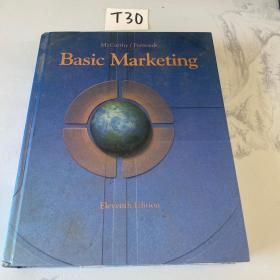 T30
McCarthy / Perreault
Basic Marketing
Eleventh Edition